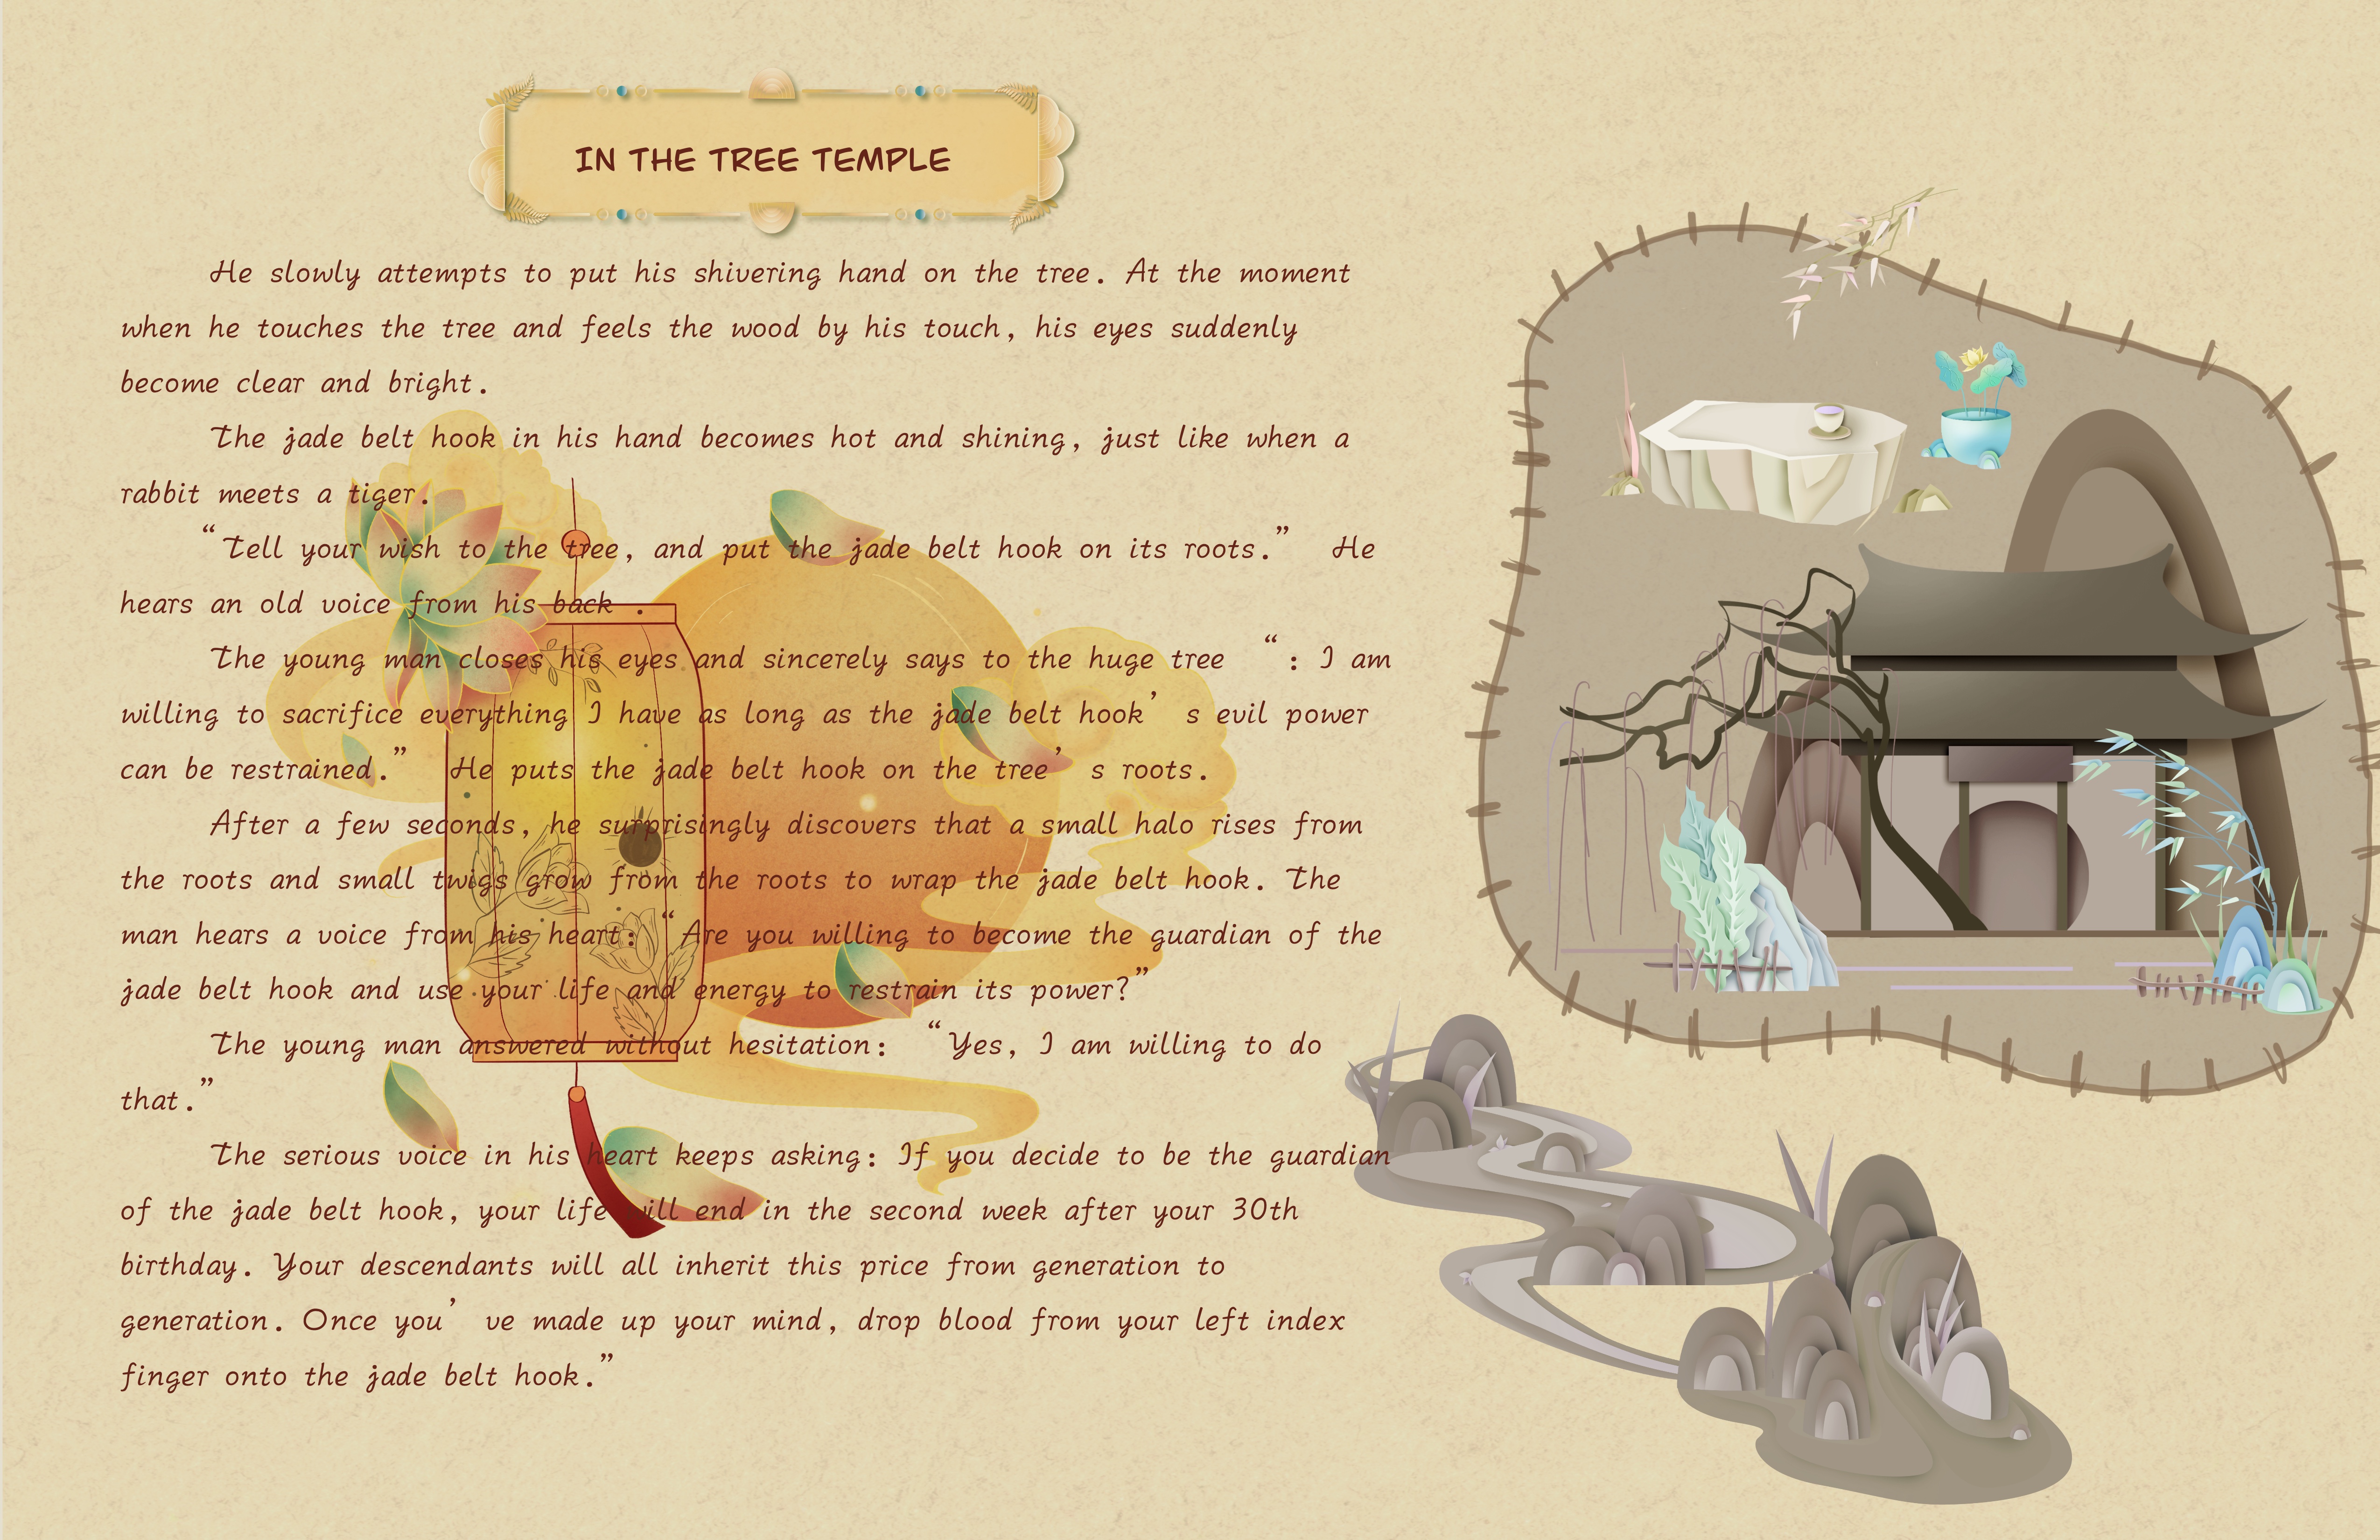 IN THE TREE TEMPLE
He slowly attempts to put his shivering hand on the tree. At the moment
when he touches the tree and feels the wood by his touch, his eyes suddenly
become clear and bright.
The jade belt hook in his hand becomes hot and shining, just like when a
rabbit meets a tiger.
“Tell your wish to the tree, and put the jade belt hook on its roots.” He
hears an old voice from his back .
The young man closes his eyes and sincerely says to the huge tree “: I am
willing to sacrifice everything I have as long as the jade belt hook’ s evil power
can be restrained.” He puts the jade belt hook on the tree’ s roots.
After a few seconds, he surprisingly discovers that a small halo rises from
the roots and small twigs grow from the roots to wrap the jade belt hook. The
man hears a voice from his heart: “Are you willing to become the guardian of the
jade belt hook and use your life and energy to restrain its power?”
The young man answered without hesitation: “Yes, I am willing to do
that.”
The serious voice in his heart keeps asking: If you decide to be the guardian
of the jade belt hook, your life will end in the second week after your 30th
birthday. Your descendants will all inherit this price from generation to
generation. Once you’ ve made up your mind, drop blood from your left index
finger onto the jade belt hook.”